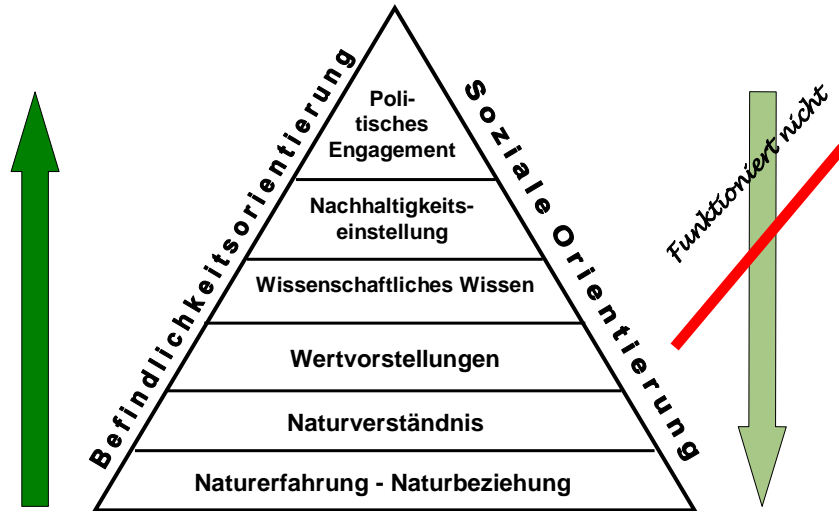 Befindlichkeitsorientierung
Soziale Orientierung
Funktioniert nicht
Poli-
tisches
Engagement
Nachhaltigkeits-
einstellung
Wissenschaftliches Wissen
Wertvorstellungen
Naturverständnis
Naturerfahrung - Naturbeziehung